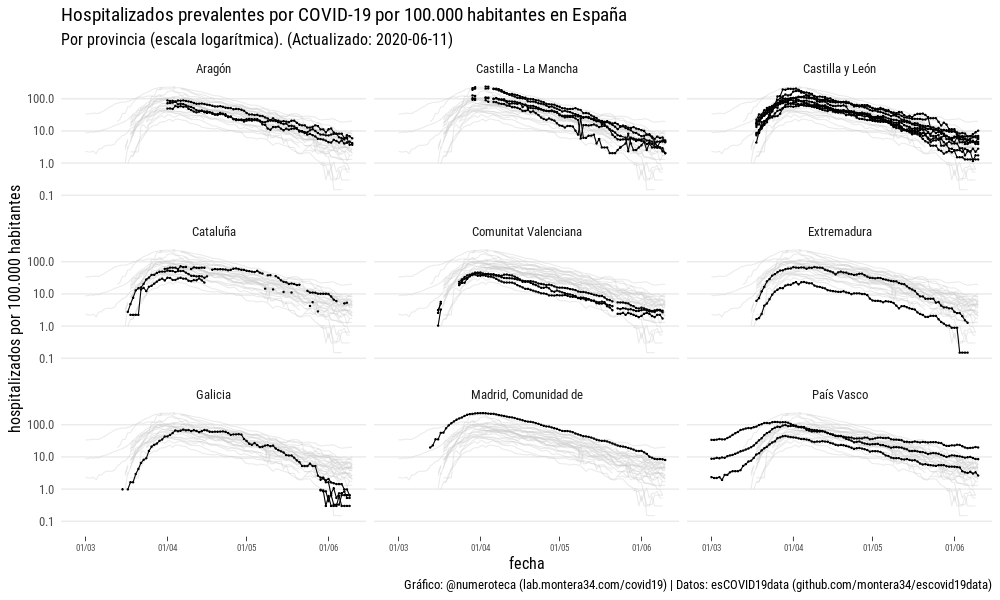 Hospitalizados prevalentes por COVID-19 por 100.000 habitantes en España
Por provincia (escala logarítmica). (Actualizado: 2020-06-11)
Aragón
Castilla - La Mancha
Castilla y León
100.0
10.0
1.0
0.1
Cataluña
Comunitat Valenciana
Extremadura
100.0
10.0
1.0
0.1
Galicia
Madrid, Comunidad de
País Vasco
100.0
10.0
1.0
0.1
hospitalizados por 100.000 habitantes
01/03 01/04 01/05 01/06
01/03 01/04 01/05 01/06
01/03 01/04 01/05 01/06
fecha
Gráfico: @numeroteca (lab.montera34.com/covid19) | Datos: esCOVID19data (github.com/montera34/escovid19data)